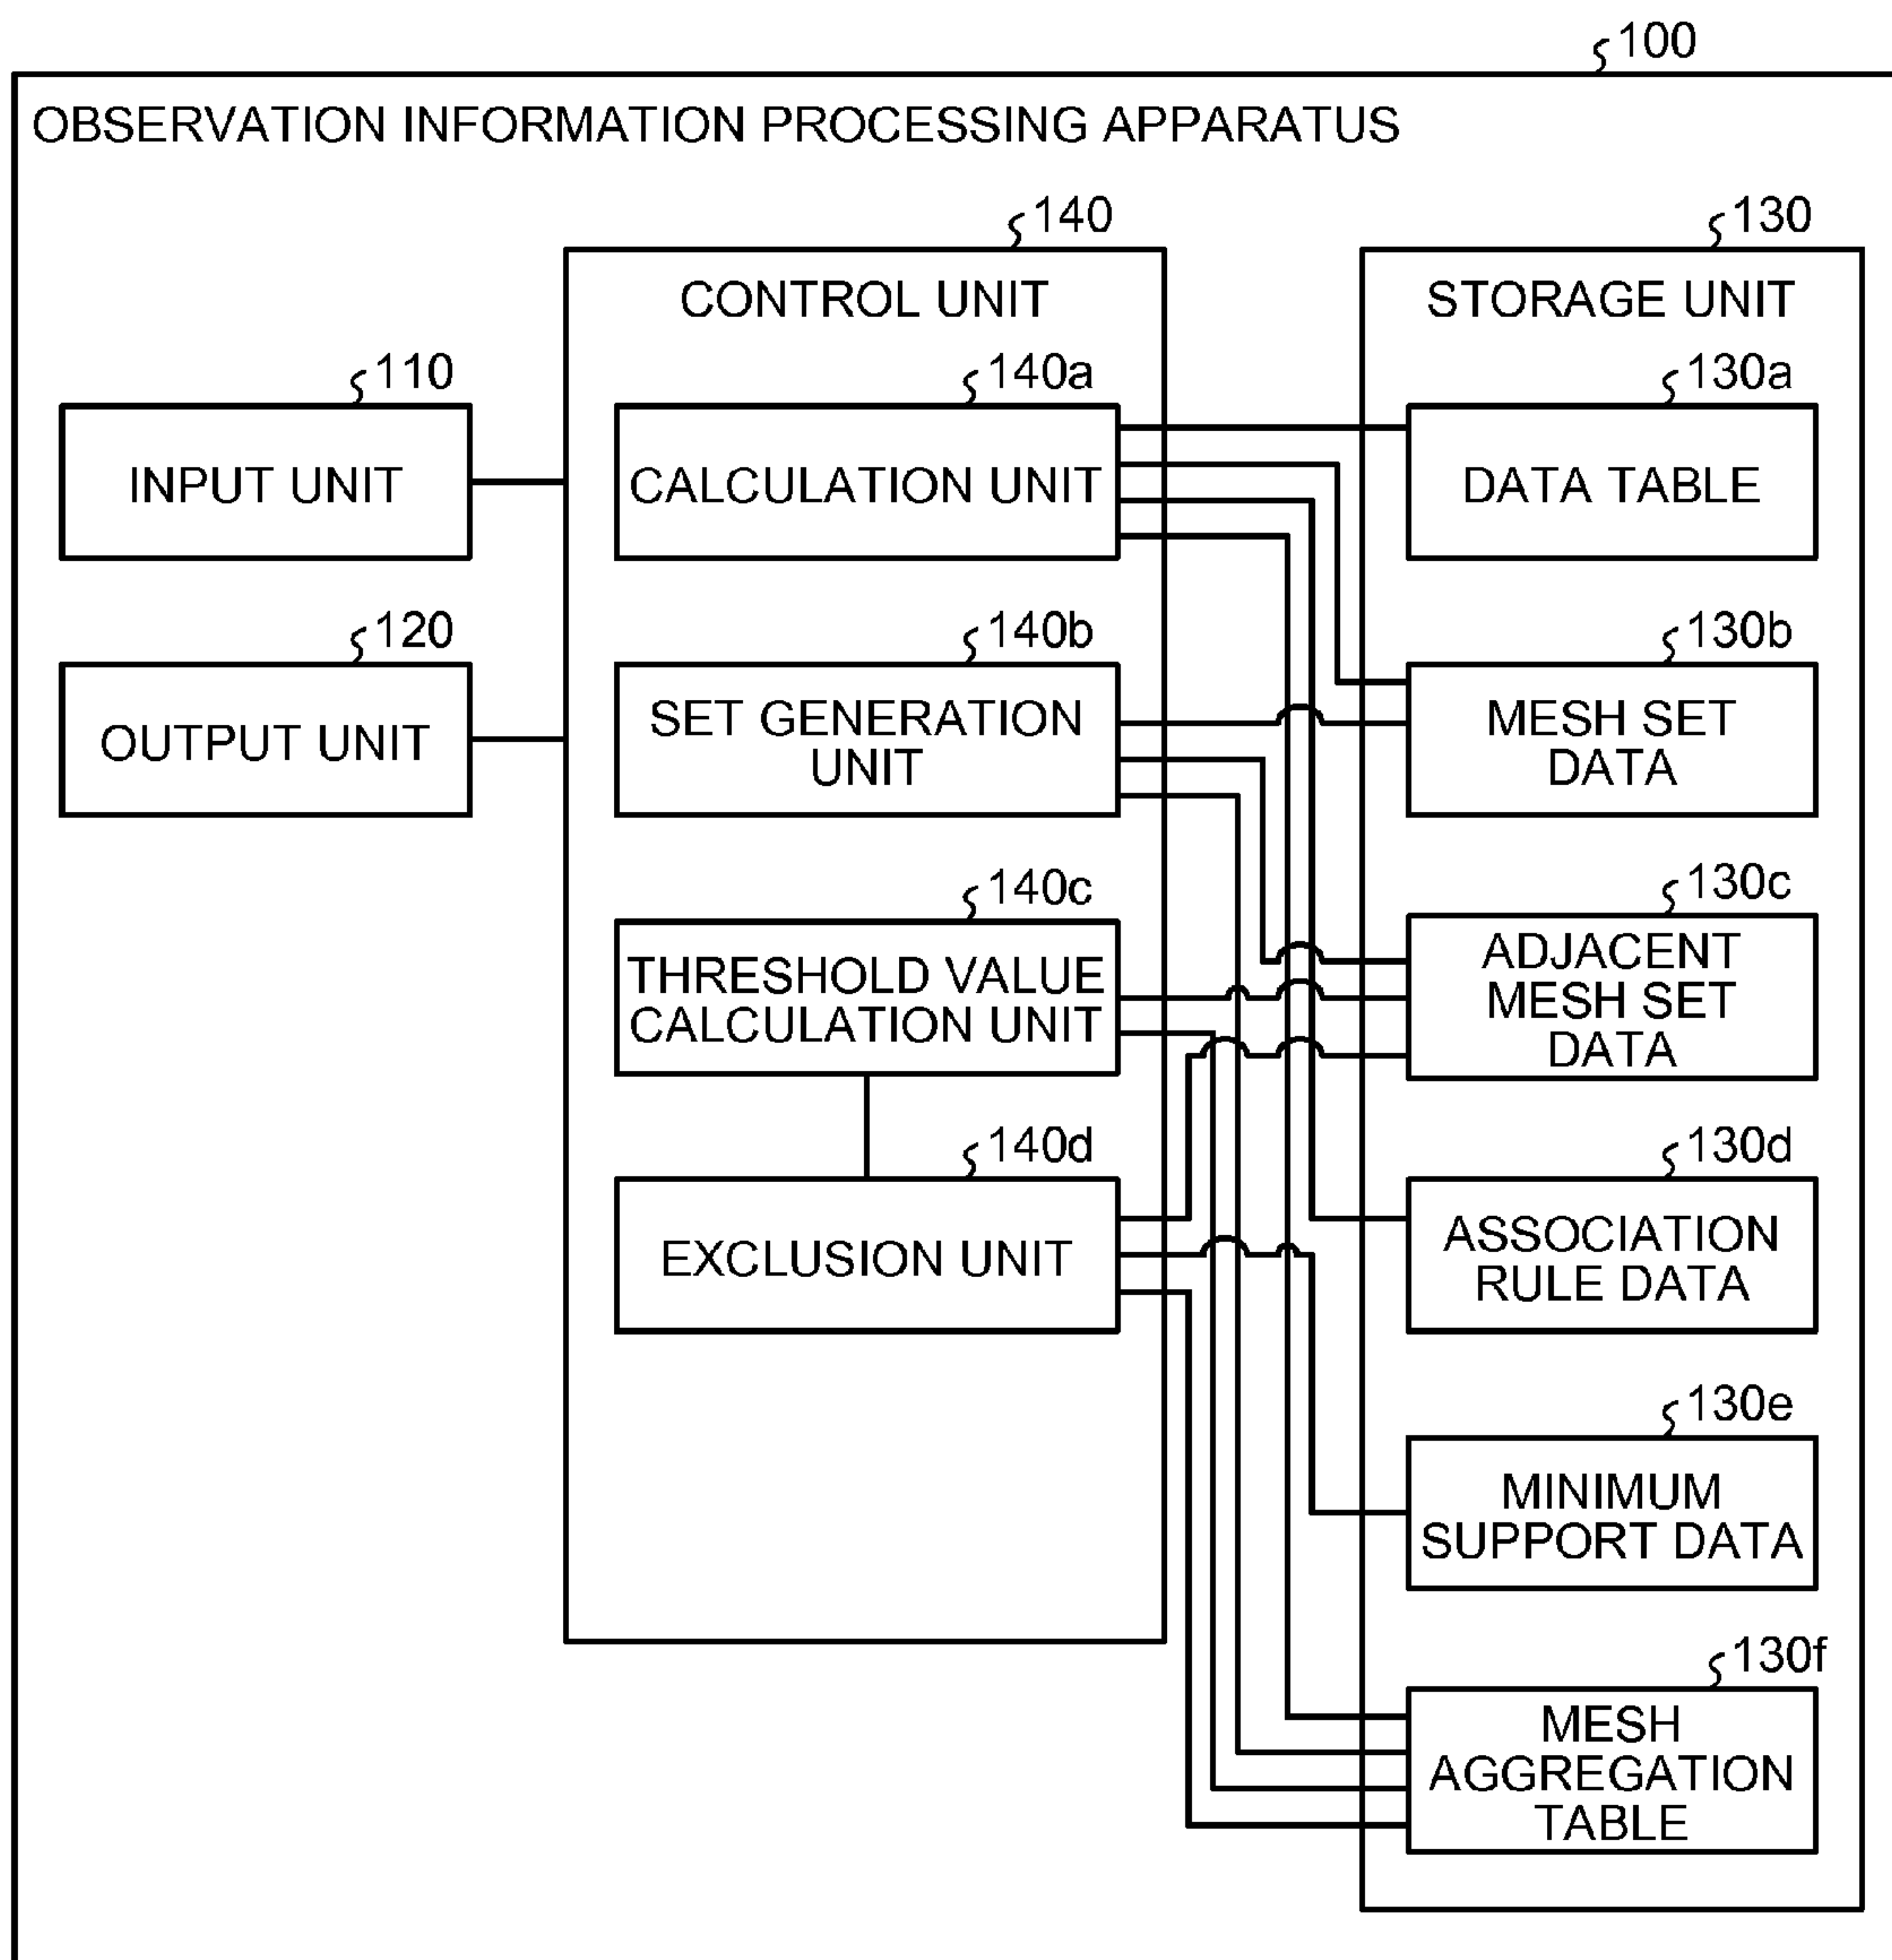 100
OBSERVATION INFORMATION PROCESSING APPARATUS
140
CONTROL UNIT
130
STORAGE UNIT
110
INPUT UNIT
120
OUTPUT UNIT
140a
CALCULATION UNIT
140b
SET GENERATION
UNIT
140c
THRESHOLD VALUE
CALCULATION UNIT
140d
EXCLUSION UNIT
130a
DATA TABLE
130b
MESH SET
DATA
130c
ADJACENT
MESH SET
DATA
130d
ASSOCIATION
RULE DATA
130e
MINIMUM
SUPPORT DATA
130f
MESH
AGGREGATION
TABLE